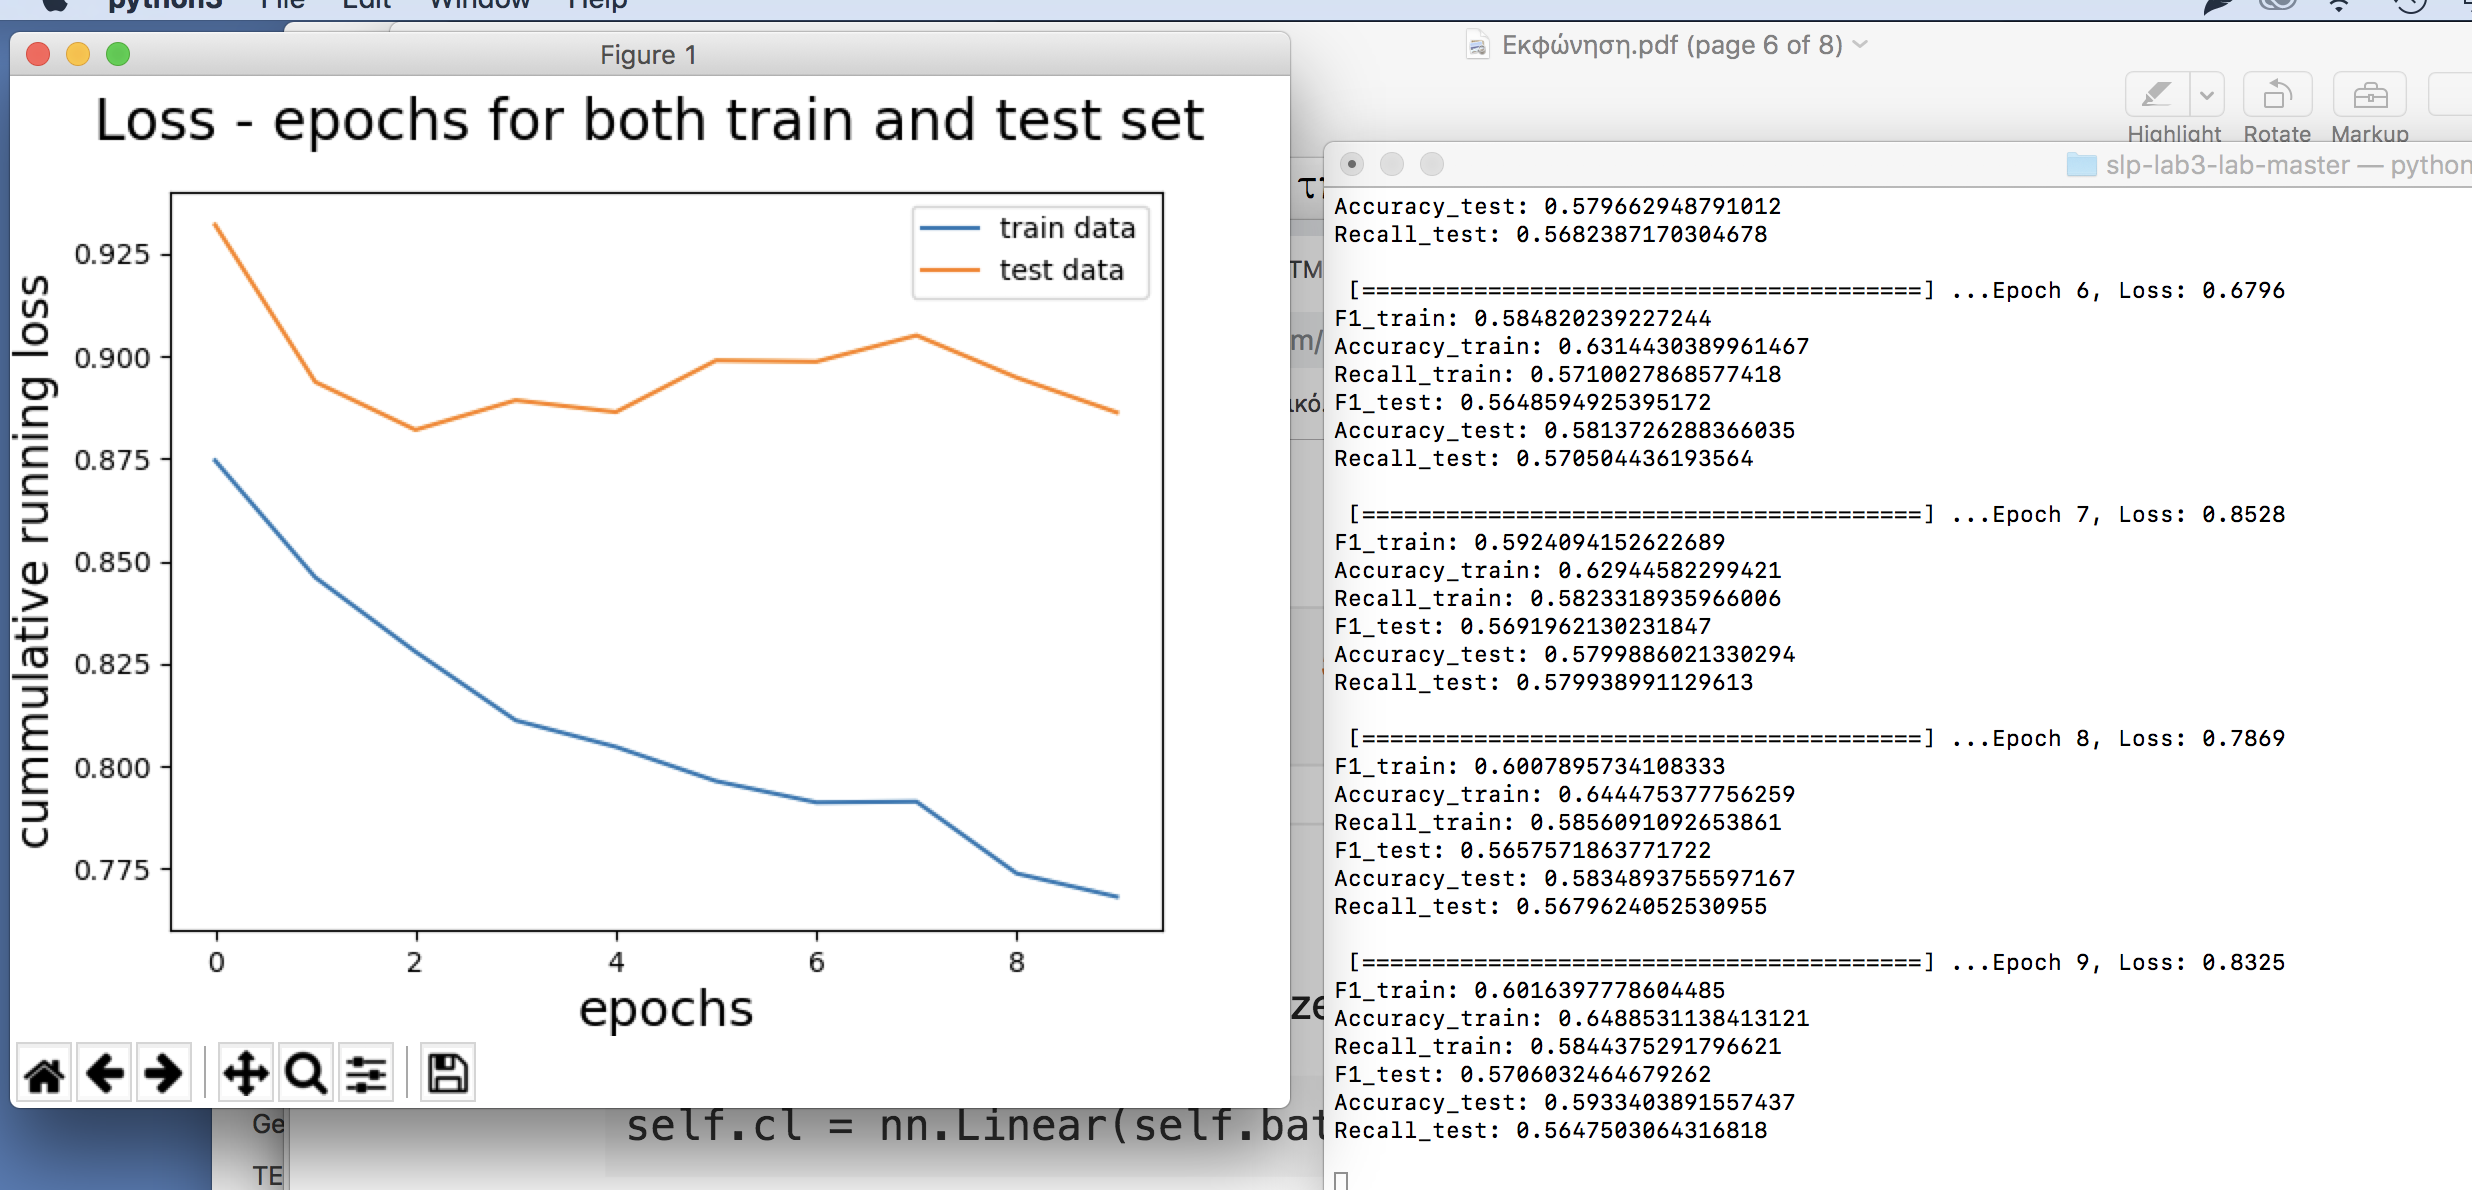 python3 File Edit Window Help
Figure 1
Loss - epochs for both train and test set
train data
test data
0.925
0.900
0.875
0.850
0.825
0.800
0.775
cummulative running loss
0 2 4 6 8
epochs
Εκφώνηση.pdf (page 6 of 8)
Highlight Rotate Markup
slp-lab3-lab-master — python
Accuracy_test: 0.579662948791012
Recall_test: 0.5682387170304678
[========================================] ...Epoch 6, Loss: 0.6796
F1_train: 0.584820239227244
Accuracy_train: 0.6314430389961467
Recall_train: 0.5710027868577418
F1_test: 0.5648594925395172
Accuracy_test: 0.5813726288366035
Recall_test: 0.570504436193564
[========================================] ...Epoch 7, Loss: 0.8528
F1_train: 0.5924094152622689
Accuracy_train: 0.62944582299421
Recall_train: 0.5823318935966006
F1_test: 0.5691962130231847
Accuracy_test: 0.5799886021330294
Recall_test: 0.579938991129613
[========================================] ...Epoch 8, Loss: 0.7869
F1_train: 0.6007895734108333
Accuracy_train: 0.644475377756259
Recall_train: 0.5856091092653861
F1_test: 0.5657571863771722
Accuracy_test: 0.5834893755597167
Recall_test: 0.5679624052530955
[========================================] ...Epoch 9, Loss: 0.8325
F1_train: 0.6016397778604485
Accuracy_train: 0.6488531138413121
Recall_train: 0.5844375291796621
F1_test: 0.5706032464679262
Accuracy_test: 0.5933403891557437
Recall_test: 0.5647503064316818
TM
m/
ικό.
ze
self.cl = nn.Linear(self.bat
Ge
TE